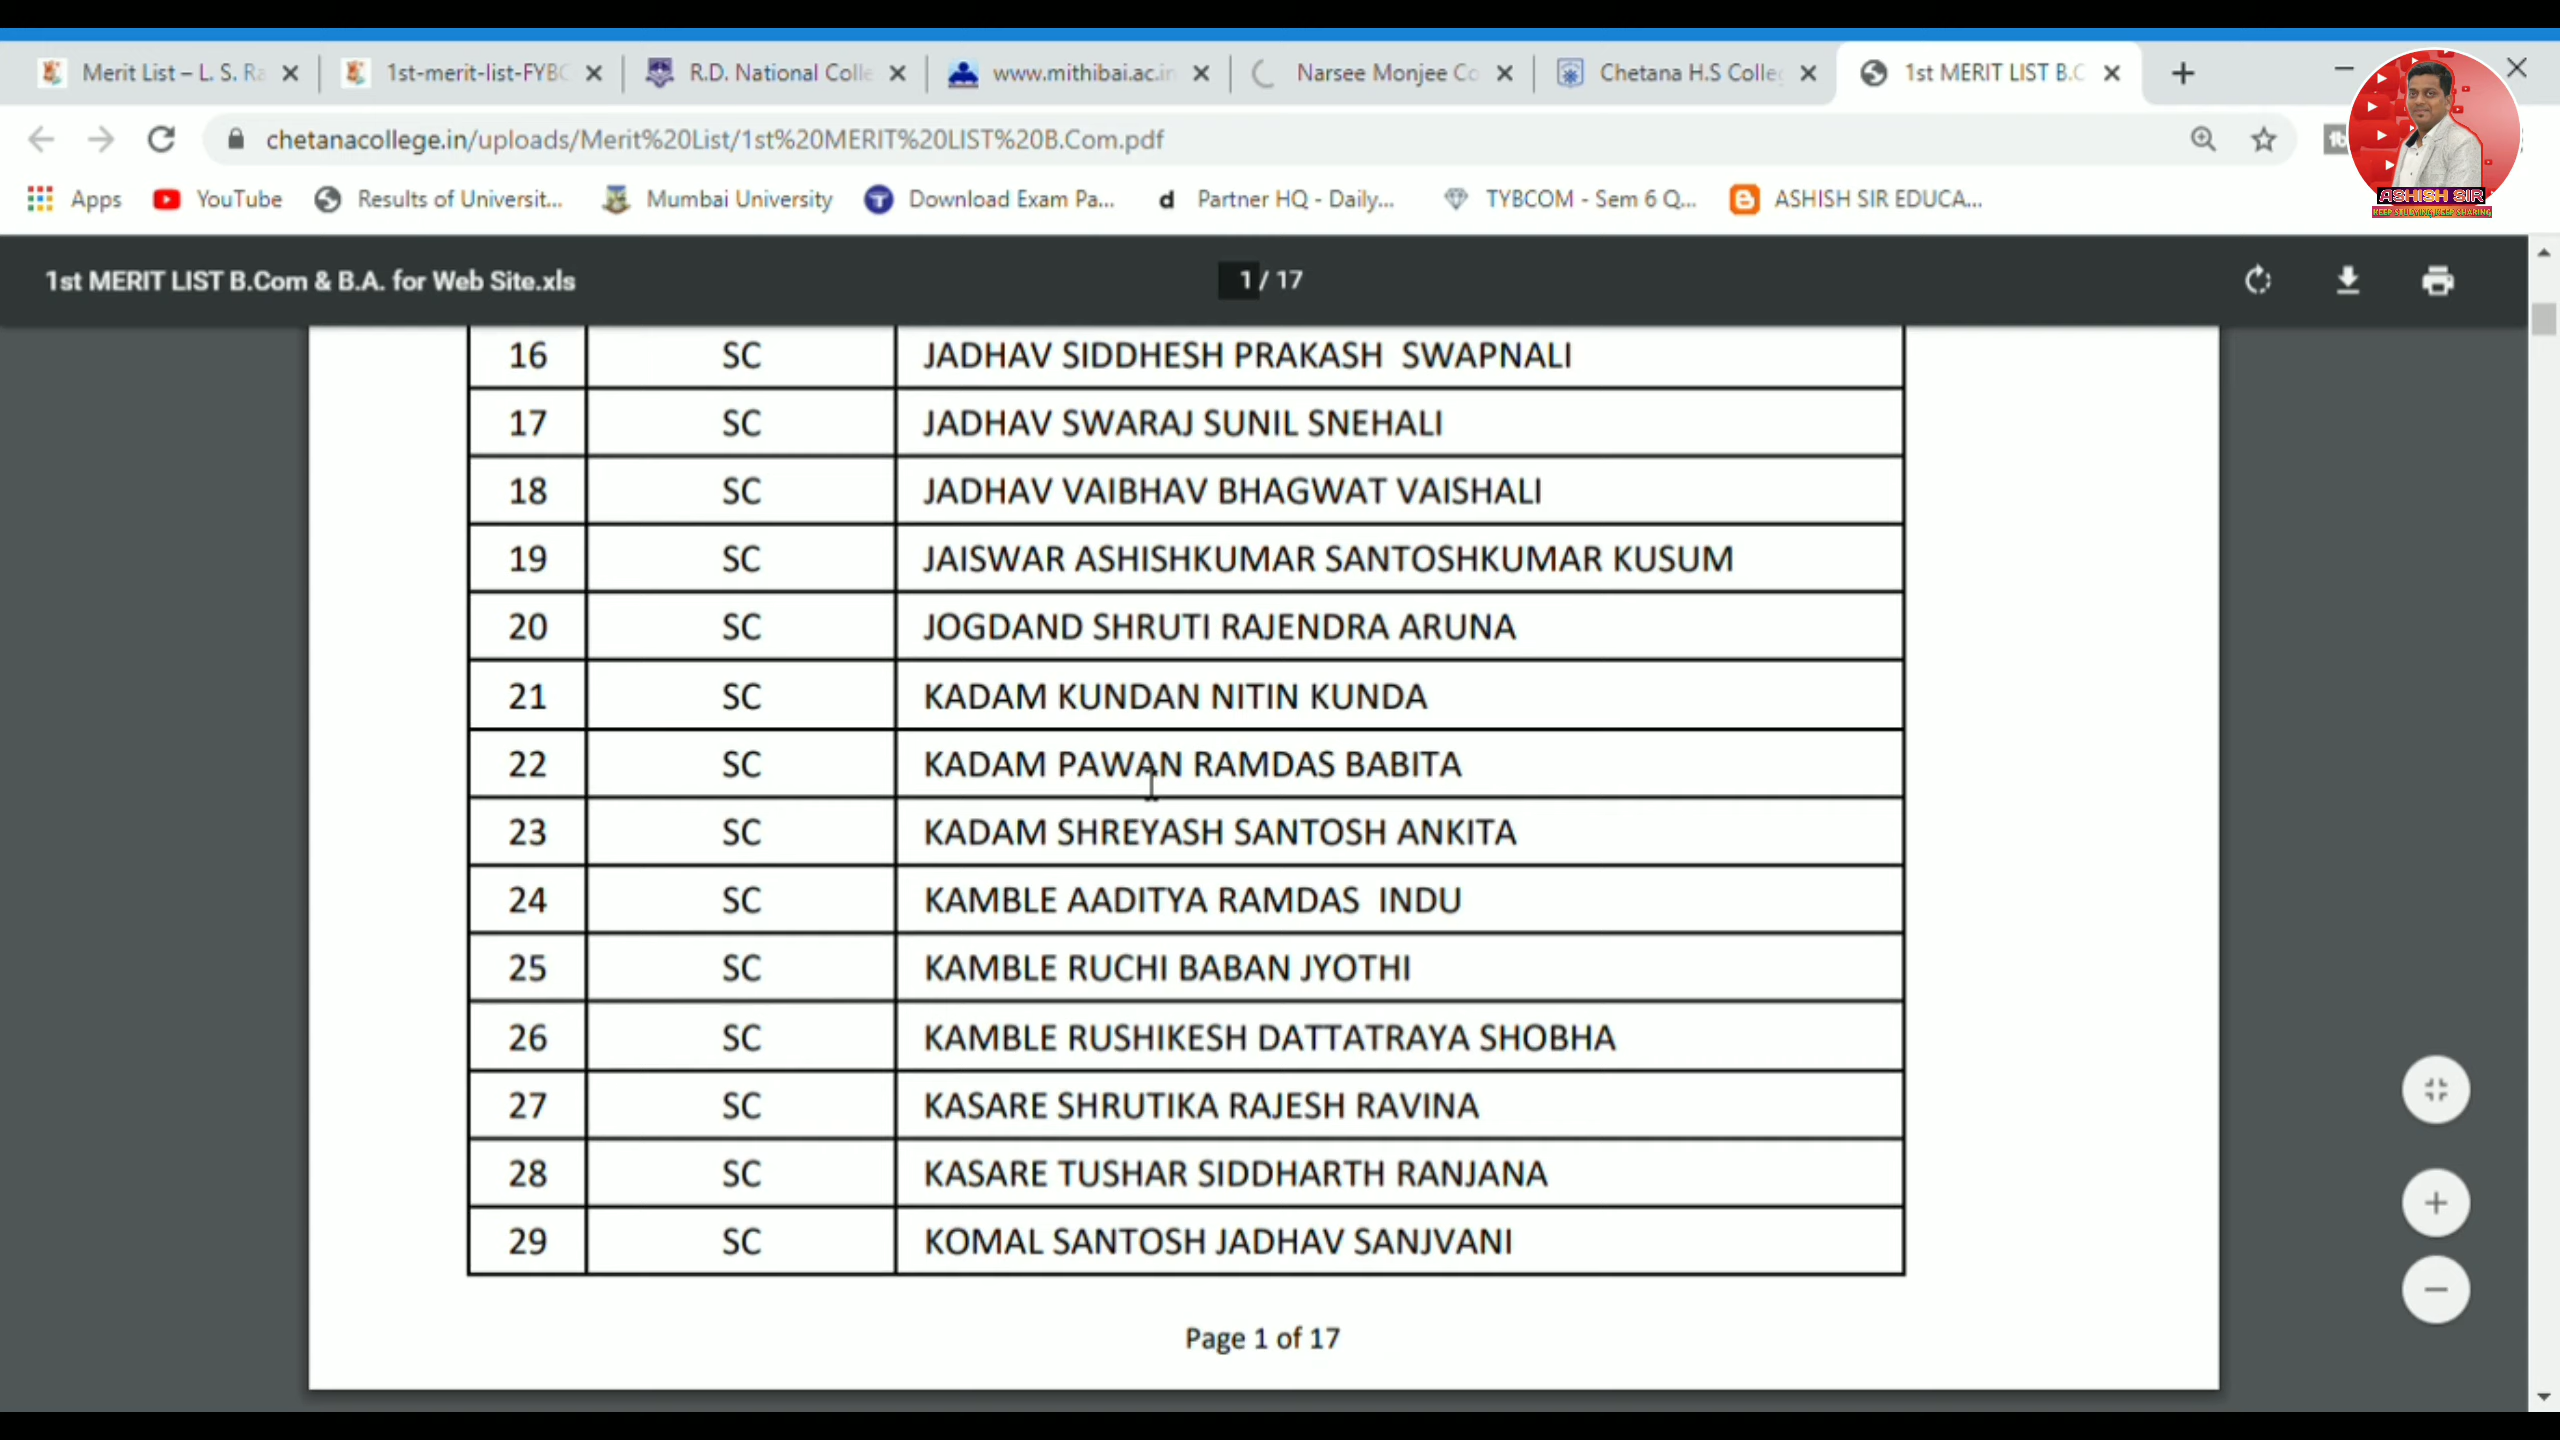 Merit List – L. S. Ra
1st-merit-list-FYBC
R.D. National Colle
www.mithibai.ac.in
Narsee Monjee Co
Chetana H.S Colleg
1st MERIT LIST B.C
chetanacollege.in/uploads/Merit%20List/1st%20MERIT%20LIST%20B.Com.pdf
ASHISH SIR
KEEP STUDYING KEEP SHARING
Apps
YouTube
Results of Universit...
Mumbai University
Download Exam Pa...
Partner HQ - Daily...
TYBCOM - Sem 6 Q...
ASHISH SIR EDUCA...
1st MERIT LIST B.Com & B.A. for Web Site.xls
1 / 17
16 SC JADHAV SIDDHESH PRAKASH  SWAPNALI
17 SC JADHAV SWARAJ SUNIL SNEHALI
18 SC JADHAV VAIBHAV BHAGWAT VAISHALI
19 SC JAISWAR ASHISHKUMAR SANTOSHKUMAR KUSUM
20 SC JOGDAND SHRUTI RAJENDRA ARUNA
21 SC KADAM KUNDAN NITIN KUNDA
22 SC KADAM PAWAN RAMDAS BABITA
23 SC KADAM SHREYASH SANTOSH ANKITA
24 SC KAMBLE AADITYA RAMDAS  INDU
25 SC KAMBLE RUCHI BABAN JYOTHI
26 SC KAMBLE RUSHIKESH DATTATRAYA SHOBHA
27 SC KASARE SHRUTIKA RAJESH RAVINA
28 SC KASARE TUSHAR SIDDHARTH RANJANA
29 SC KOMAL SANTOSH JADHAV SANJVANI
Page 1 of 17